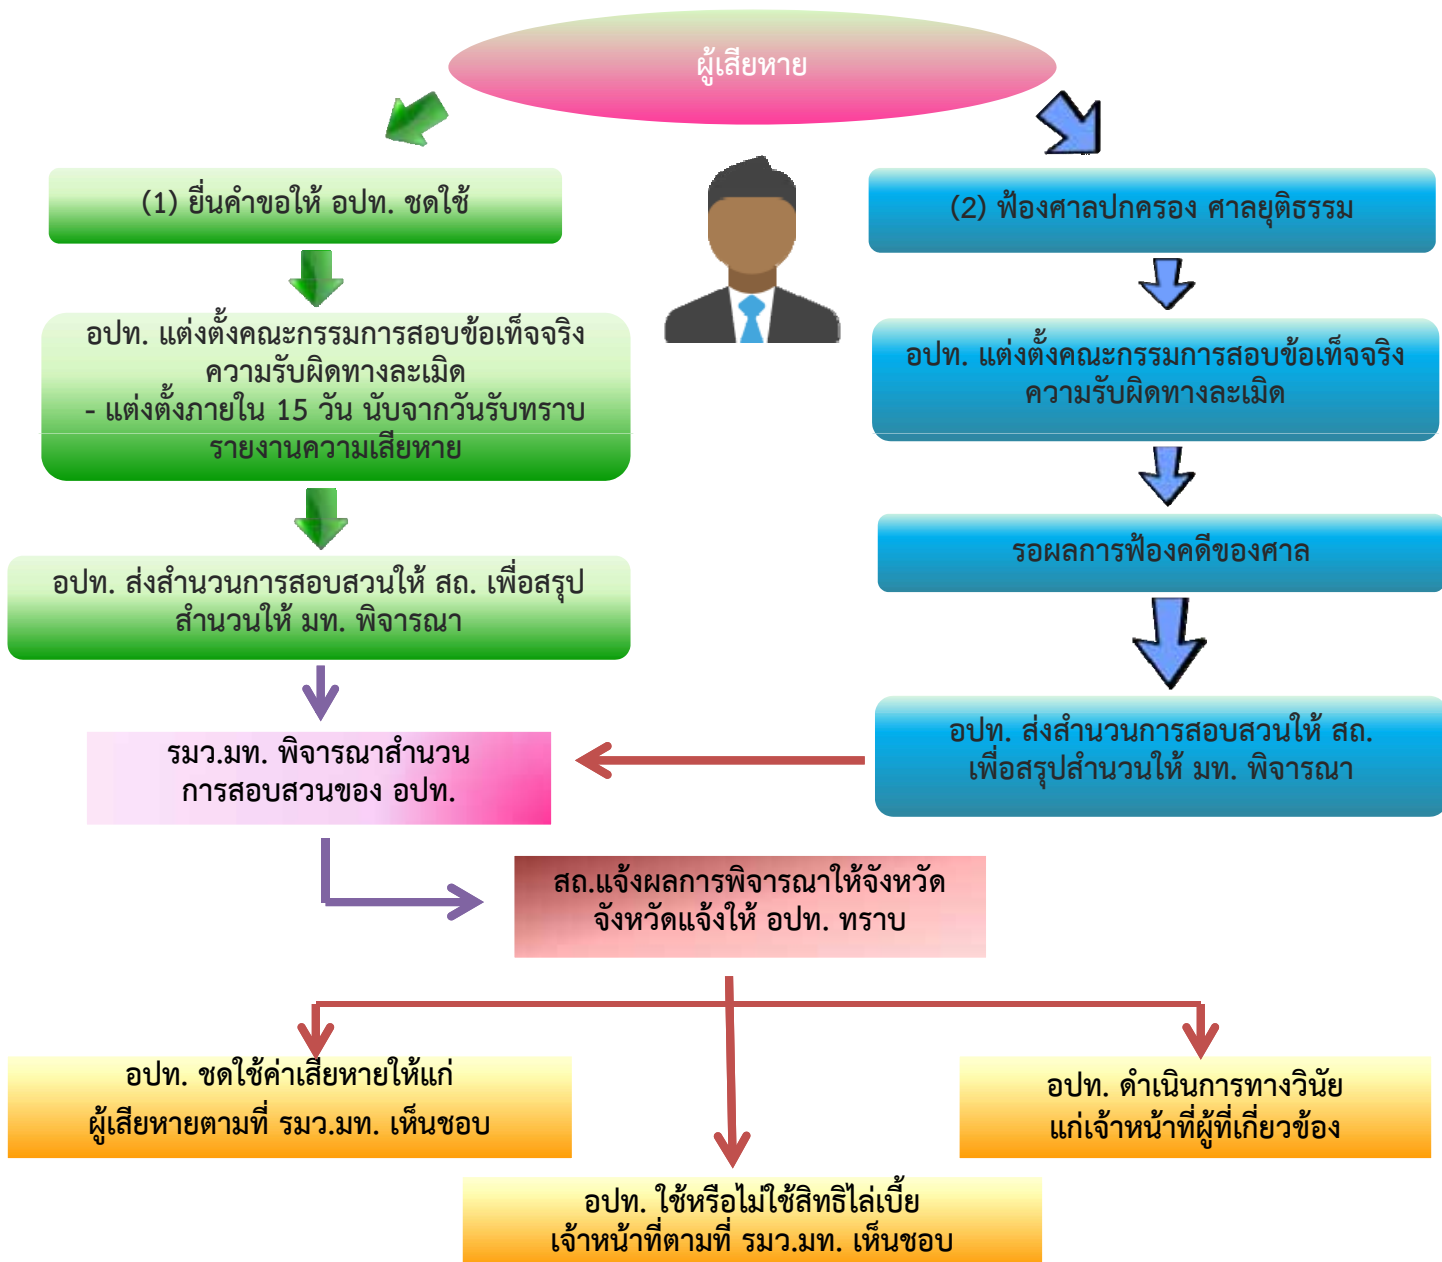 ผู้เสียหาย
(1) ยื่นคำขอให้ อปท. ชดใช้
อปท. แต่งตั้งคณะกรรมการสอบข้อเท็จจริง
ความรับผิดทางละเมิด
- แต่งตั้งภายใน 15 วัน นับจากวันรับทราบ
รายงานความเสียหาย
อปท. ส่งสำนวนการสอบสวนให้ สถ. เพื่อสรุป
สำนวนให้ มท. พิจารณา
(2) ฟ้องศาลปกครอง ศาลยุติธรรม
อปท. แต่งตั้งคณะกรรมการสอบข้อเท็จจริง
ความรับผิดทางละเมิด
รอผลการฟ้องคดีของศาล
อปท. ส่งสำนวนการสอบสวนให้ สถ.
เพื่อสรุปสำนวนให้ มท. พิจารณา
รมว.มท. พิจารณาสำนวน
การสอบสวนของ อปท.
สถ.แจ้งผลการพิจารณาให้จังหวัด
จังหวัดแจ้งให้ อปท. ทราบ
อปท. ชดใช้ค่าเสียหายให้แก่
ผู้เสียหายตามที่ รมว.มท. เห็นชอบ
อปท. ใช้หรือไม่ใช้สิทธิไล่เบี้ย
เจ้าหน้าที่ตามที่ รมว.มท. เห็นชอบ
อปท. ดำเนินการทางวินัย
แก่เจ้าหน้าที่ผู้ที่เกี่ยวข้อง